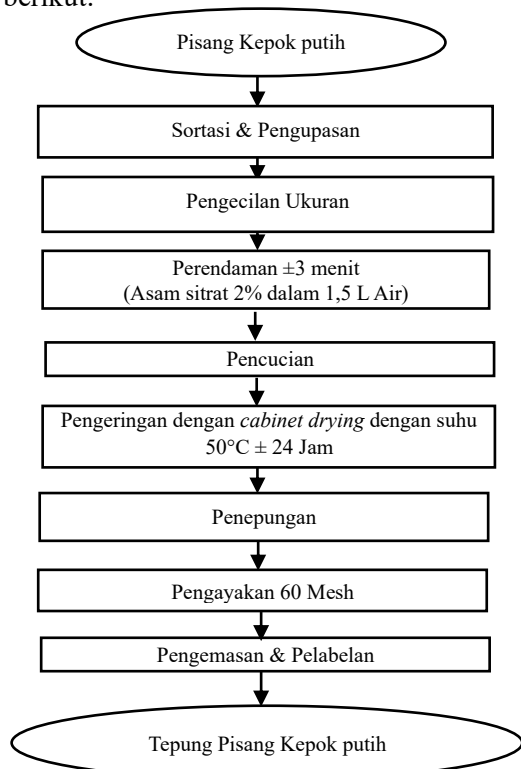 berikut.
Pisang Kepok putih
Sortasi & Pengupasan
Pengecilan Ukuran
Perendaman ±3 menit
(Asam sitrat 2% dalam 1,5 L Air)
Pencucian
Pengeringan dengan cabinet drying dengan suhu
50°C ± 24 Jam
Penepungan
Pengayakan 60 Mesh
Pengemasan & Pelabelan
Tepung Pisang Kepok putih